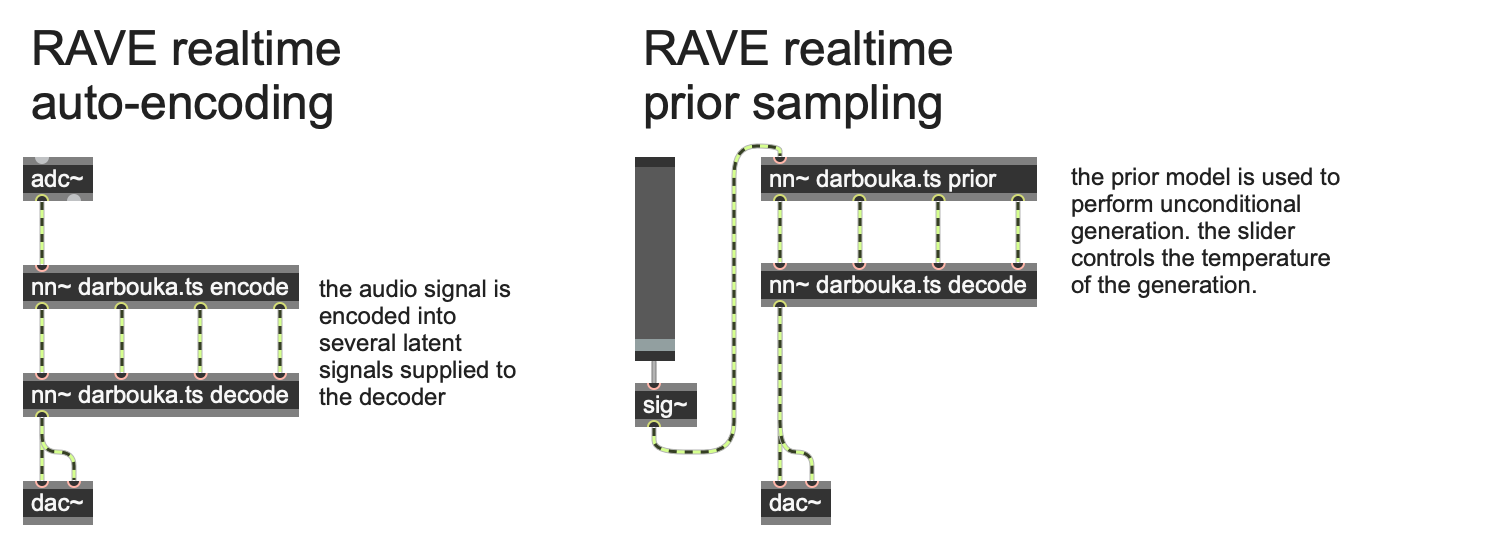 RAVE realtime
auto-encoding
adc~
nn~ darbouka.ts encode
the audio signal is
encoded into
several latent
signals supplied to
the decoder
nn~ darbouka.ts decode
dac~
RAVE realtime
prior sampling
nn~ darbouka.ts prior
the prior model is used to
perform unconditional
generation. the slider
controls the temperature
of the generation.
nn~ darbouka.ts decode
sig~
dac~